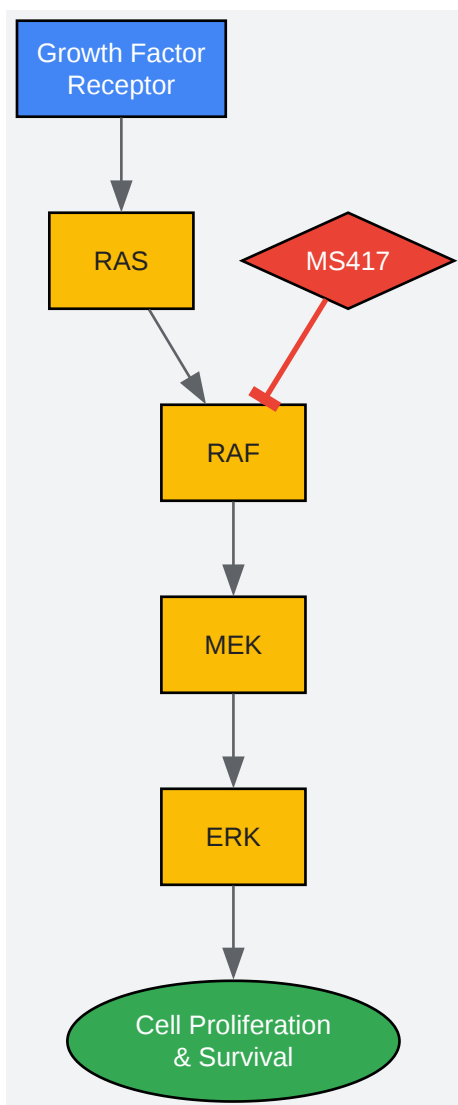 Growth Factor
Receptor
RAS
MS417
RAF
MEK
ERK
Cell Proliferation
& Survival